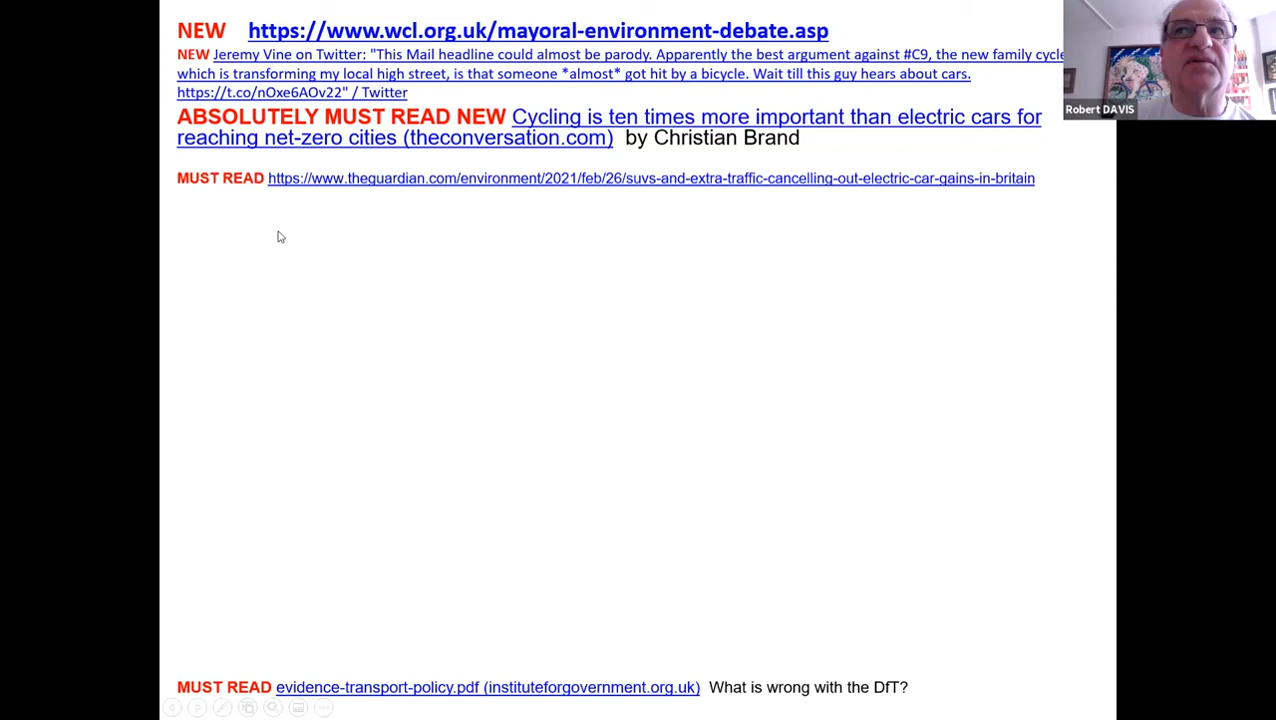 NEW https://www.wcl.org.uk/mayoral-environment-debate.asp
NEW Jeremy Vine on Twitter: "This Mail headline could almost be parody. Apparently the best argument against #C9, the new family cycle
which is transforming my local high street, is that someone *almost* got hit by a bicycle. Wait till this guy hears about cars.
https://t.co/nOxe6AOv22" / Twitter
ABSOLUTELY MUST READ NEW Cycling is ten times more important than electric cars for
reaching net-zero cities (theconversation.com) by Christian Brand
Robert DAVIS
MUST READ https://www.theguardian.com/environment/2021/feb/26/suvs-and-extra-traffic-cancelling-out-electric-car-gains-in-britain
MUST READ evidence-transport-policy.pdf (instituteforgovernment.org.uk) What is wrong with the DfT?